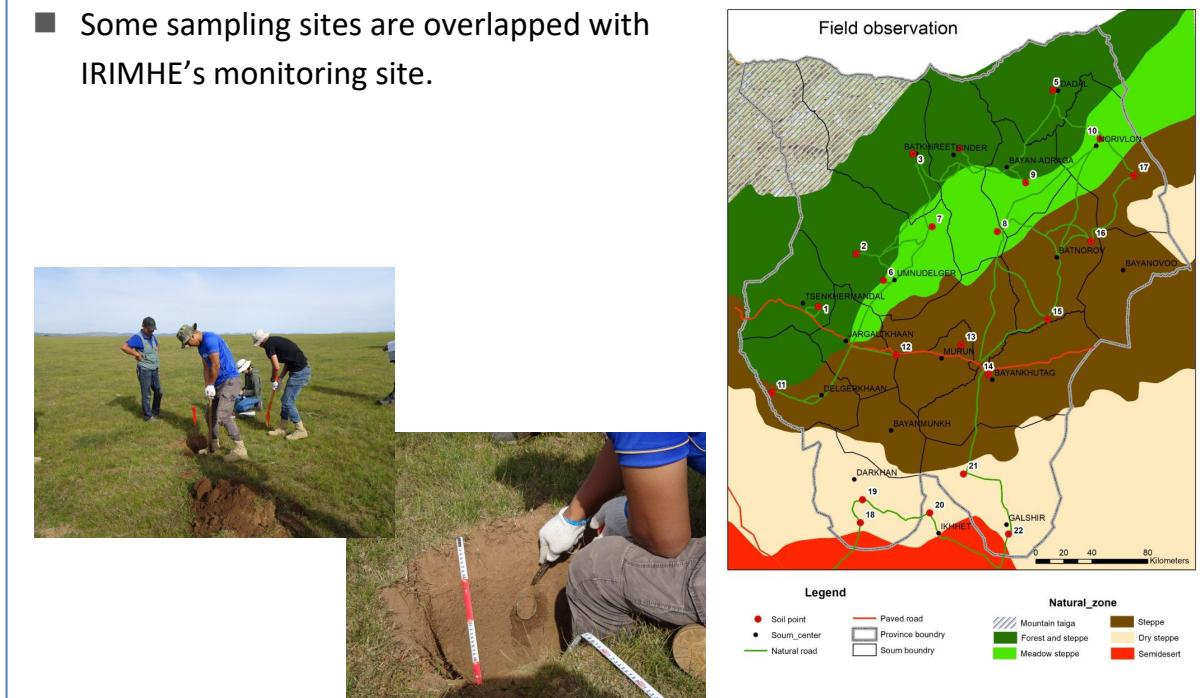 ■ Some sampling sites are overlapped with
IRIMHE’s monitoring site.
Field observation
5
DADAL
10
NORIVLON
BATKHIREET
BINDER
3
BAYAN-ADRAGA
9
17
7
8
16
2
BATNOROV
BAYANOVOO
6
UMNUDELGER
TSENKHERMANDAL
1
15
JARGALTKHAAN
12
13
MURUN
14
BAYANKHUTAG
11
DELGERKHAAN
BAYANMUNKH
21
DARKHAN
19
20
18
GALSHIR
IKHHET
22
0 20 40 80
Kilometers
Legend
Soil point
Soum_center
Natural road
Paved road
Province boundry
Soum boundry
Natural_zone
Mountain taiga
Forest and steppe
Meadow steppe
Steppe
Dry steppe
Semidesert